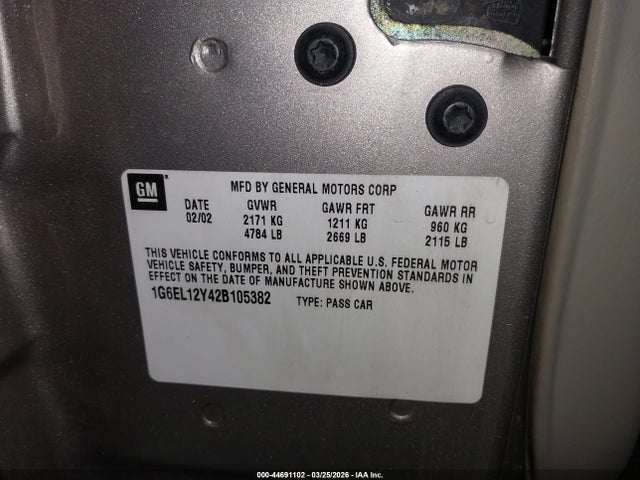 GM
MFD BY GENERAL MOTORS CORP
DATE GVWR GAWR FRT GAWR RR
02/02 2171 KG 1211 KG 960 KG
4784 LB 2669 LB 2115 LB
THIS VEHICLE CONFORMS TO ALL APPLICABLE U.S. FEDERAL MOTOR
VEHICLE SAFETY, BUMPER, AND THEFT PREVENTION STANDARDS IN
EFFECT ON THE DATE OF MANUFACTURE SHOWN ABOVE.
1G6EL12Y42B105382 TYPE: PASS CAR
000-44691102 - 03/25/2026 - IAA Inc.